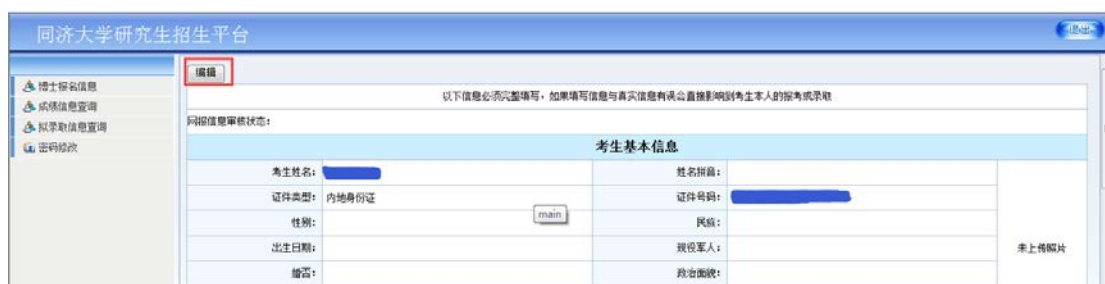 同济大学研究生招生平台
退出
编辑
博士报名信息
成绩信息查询
拟录取信息查询
密码修改
以下信息必须完整填写，如果填写信息与真实信息有误会直接影响到考生本人的报考或录取
网报信息审核状态：
考生基本信息
考生姓名： 姓名拼音：
证件类型： 内地身份证 证件号码：
main
性别： 民族：
出生日期： 现役军人： 未上传照片
婚否： 政治面貌：